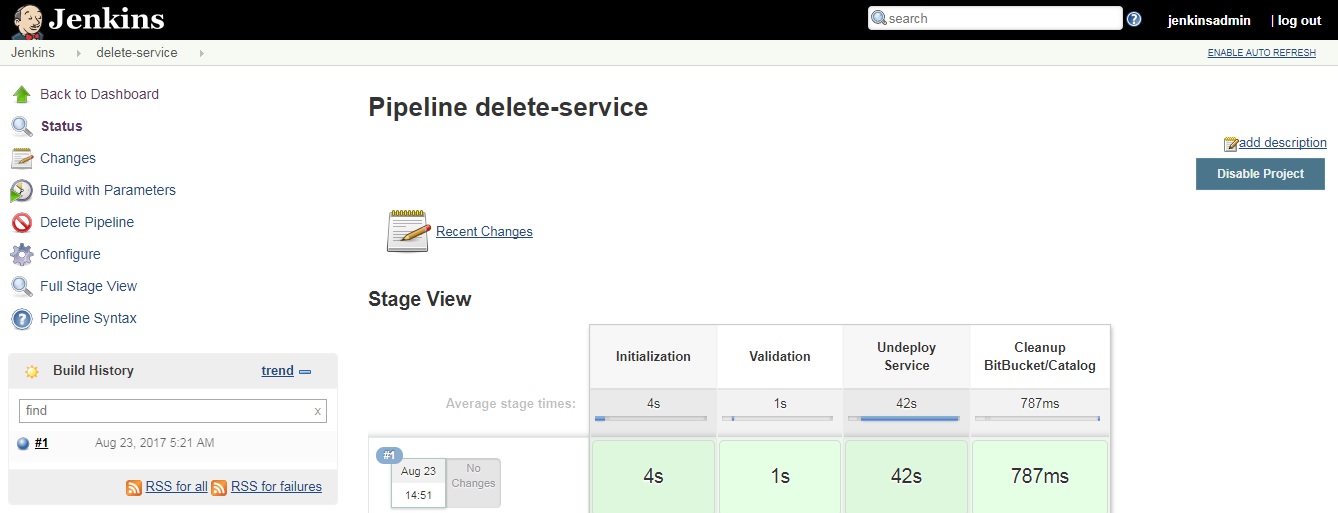 Jenkins
search
jenkinsadmin
| log out
Jenkins
delete-service
ENABLE AUTO REFRESH
Back to Dashboard
Status
Changes
Build with Parameters
Delete Pipeline
Configure
Full Stage View
Pipeline Syntax
Build History
trend
find
x
#1
Aug 23, 2017 5:21 AM
RSS for all
RSS for failures
Pipeline delete-service
add description
Disable Project
Recent Changes
Stage View
Initialization
Validation
Undeploy
Service
Cleanup
BitBucket/Catalog
Average stage times:
4s
1s
42s
787ms
#1
Aug 23
14:51
No
Changes
4s
1s
42s
787ms